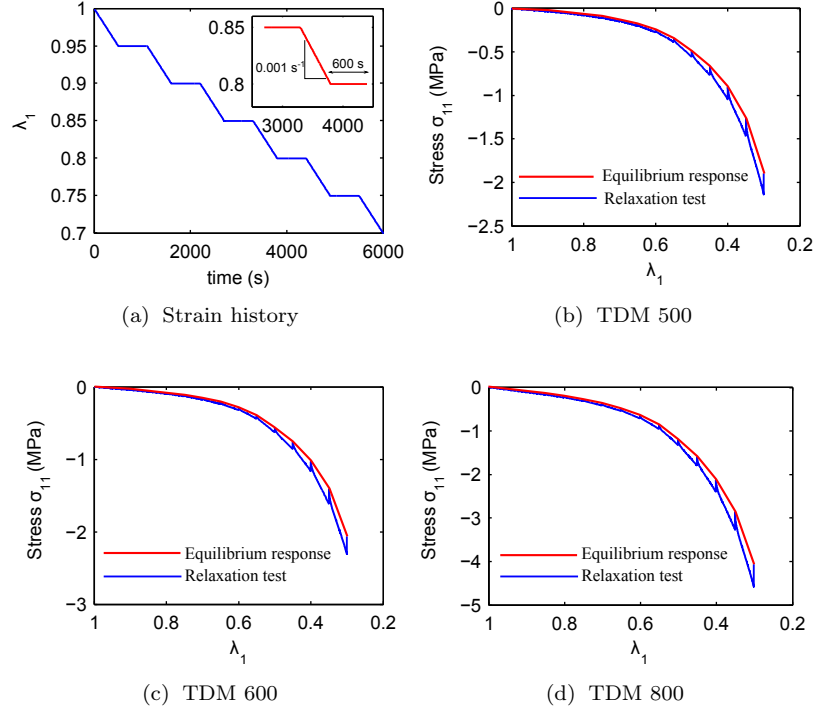 1
0.95
0.9
0.85
0.8
0.75
0.7
0
2000
4000
6000
λ1
time (s)
0.85
0.8
3000
4000
0.001 s-1
600 s
(a) Strain history
0
−0.5
−1
−1.5
−2
−2.5
1
0.8
0.6
0.4
0.2
Stress σ11 (MPa)
λ1
Equilibrium response
Relaxation test
(b) TDM 500
0
−1
−2
−3
1
0.8
0.6
0.4
0.2
Stress σ11 (MPa)
λ1
Equilibrium response
Relaxation test
(c) TDM 600
0
−1
−2
−3
−4
−5
1
0.8
0.6
0.4
0.2
Stress σ11 (MPa)
λ1
Equilibrium response
Relaxation test
(d) TDM 800